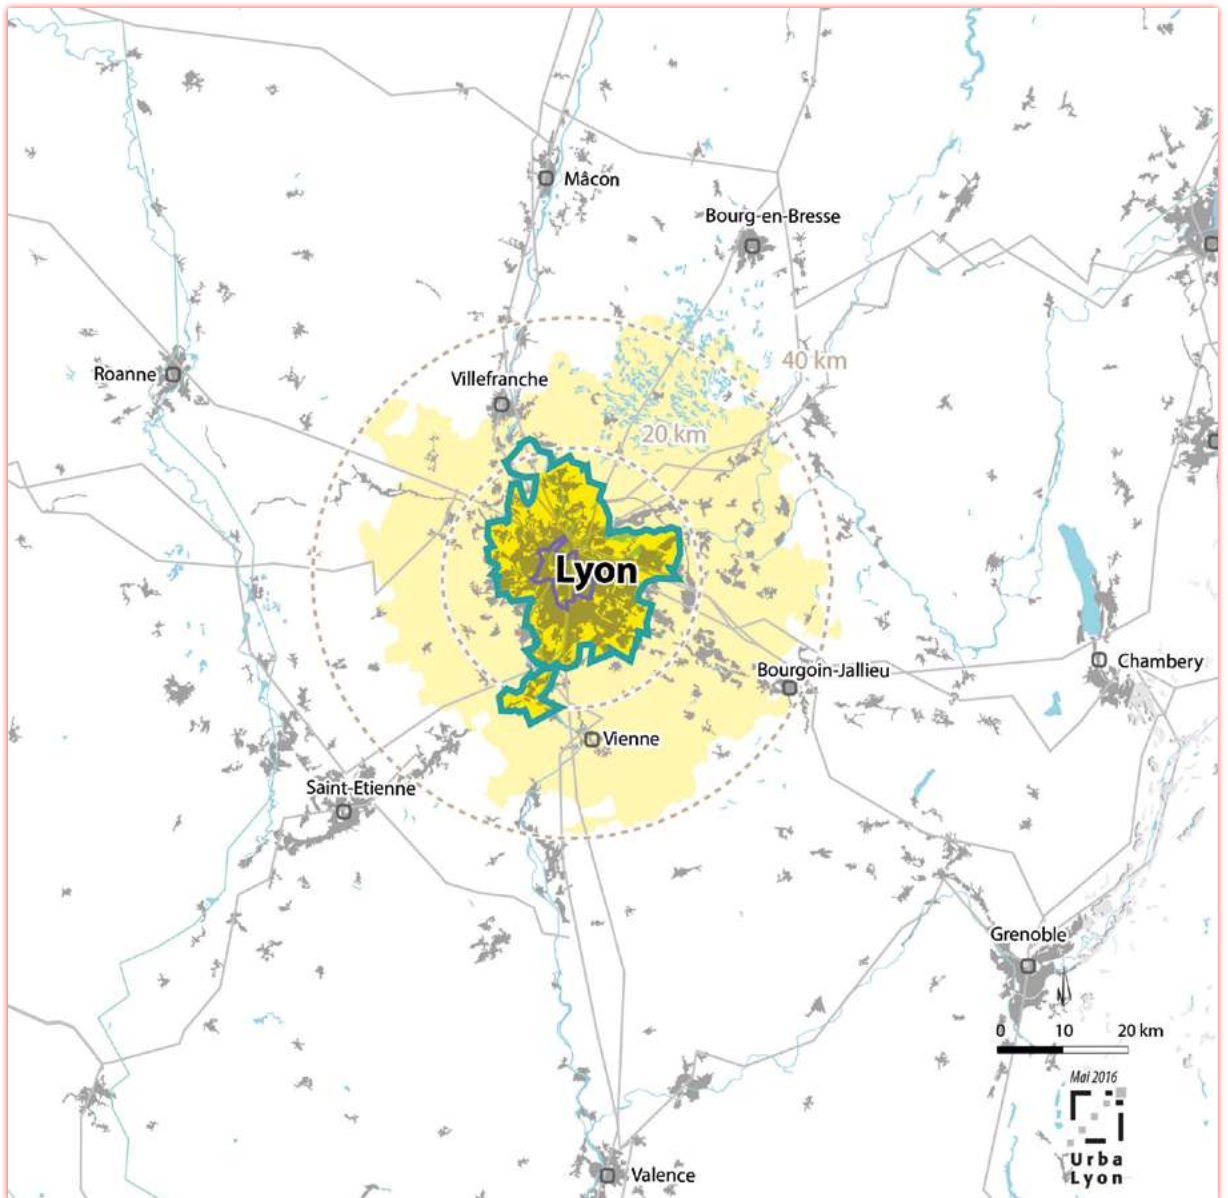 Mâcon
Bourg-en-Bresse
40 km
Roanne
Villefranche
20 km
Lyon
Bourgoin-Jallieu
Chambery
Vienne
Saint-Etienne
Grenoble
0 10 20 km
Mai 2016
Urba
Lyon
Valence